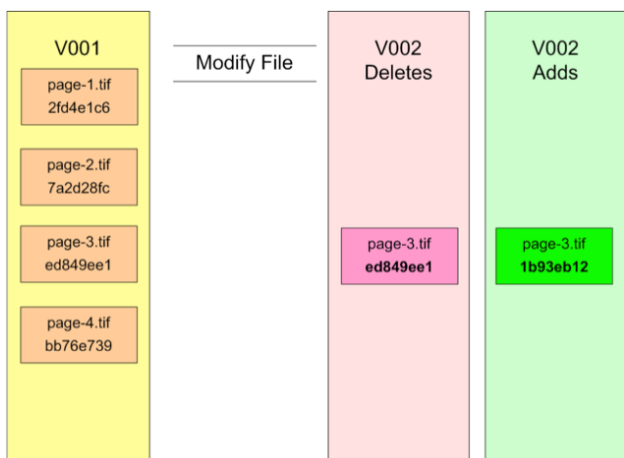 V001
page-1.tif
2fd4e1c6
page-2.tif
7a2d28fc
page-3.tif
ed849ee1
page-4.tif
bb76e739
Modify File
V002
Deletes
page-3.tif
ed849ee1
V002
Adds
page-3.tif
1b93eb12